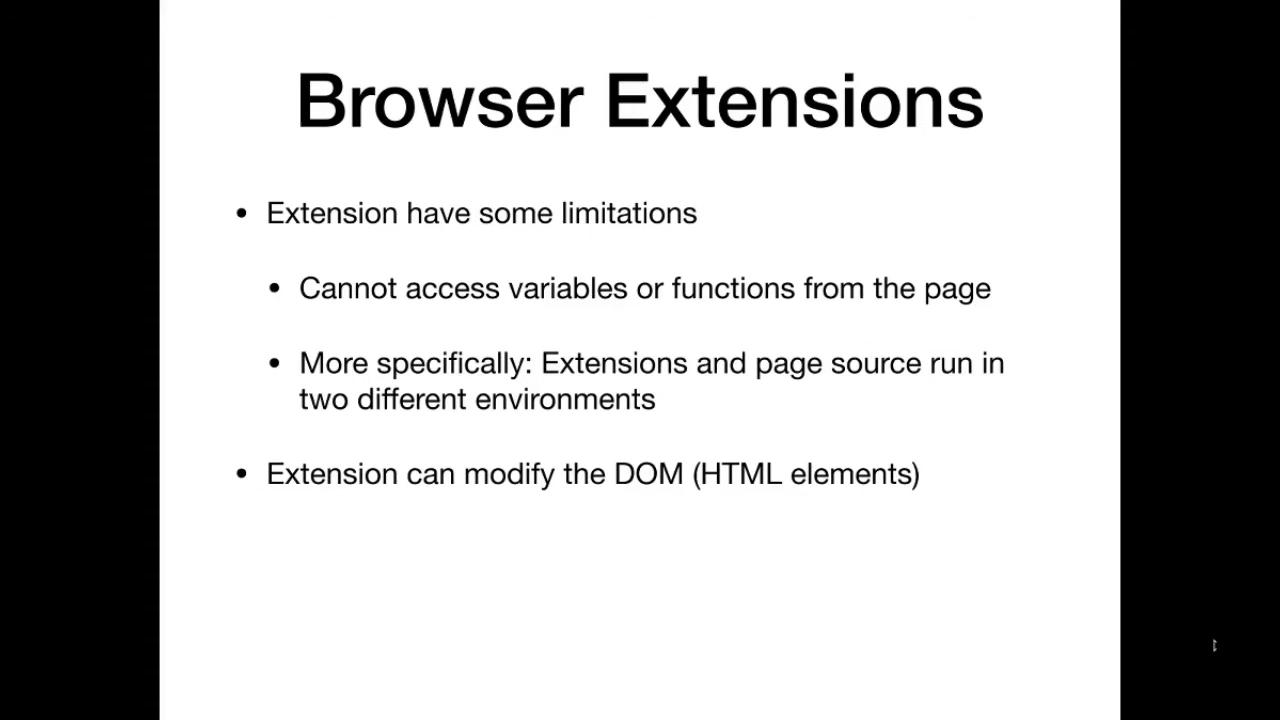 Browser Extensions
• Extension have some limitations
• Cannot access variables or functions from the page
• More specifically: Extensions and page source run in
two different environments
• Extension can modify the DOM (HTML elements)